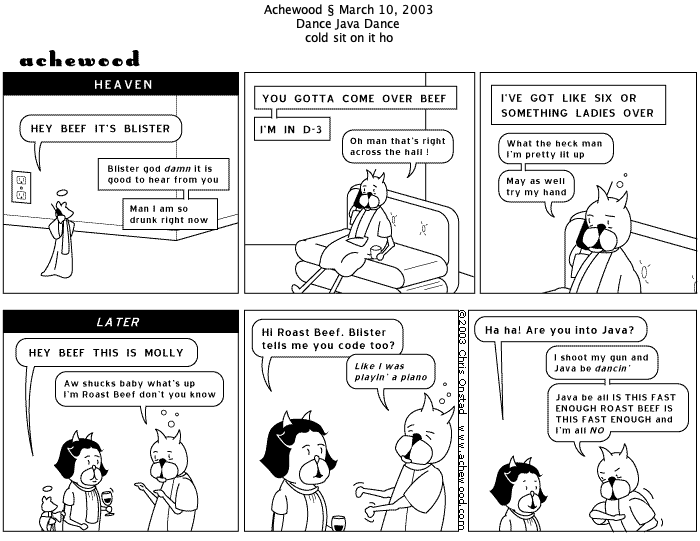 Achewood § March 10, 2003
Dance Java Dance
cold sit on it ho
achewood
HEAVEN
HEY BEEF IT'S BLISTER
Blister god damn it is
good to hear from you
Man I am so
drunk right now
YOU GOTTA COME OVER BEEF
I'M IN D-3
Oh man that's right
across the hall !
I'VE GOT LIKE SIX OR
SOMETHING LADIES OVER
What the heck man
I'm pretty lit up
May as well
try my hand
LATER
HEY BEEF THIS IS MOLLY
Aw shucks baby what's up
I'm Roast Beef don't you know
Hi Roast Beef. Blister
tells me you code too?
Like I was
playin' a piano
©2003 Chris Onstad www.achewood.com
Ha ha! Are you into Java?
I shoot my gun and
Java be dancin'
Java be all IS THIS FAST
ENOUGH ROAST BEEF IS
THIS FAST ENOUGH and
I'm all NO